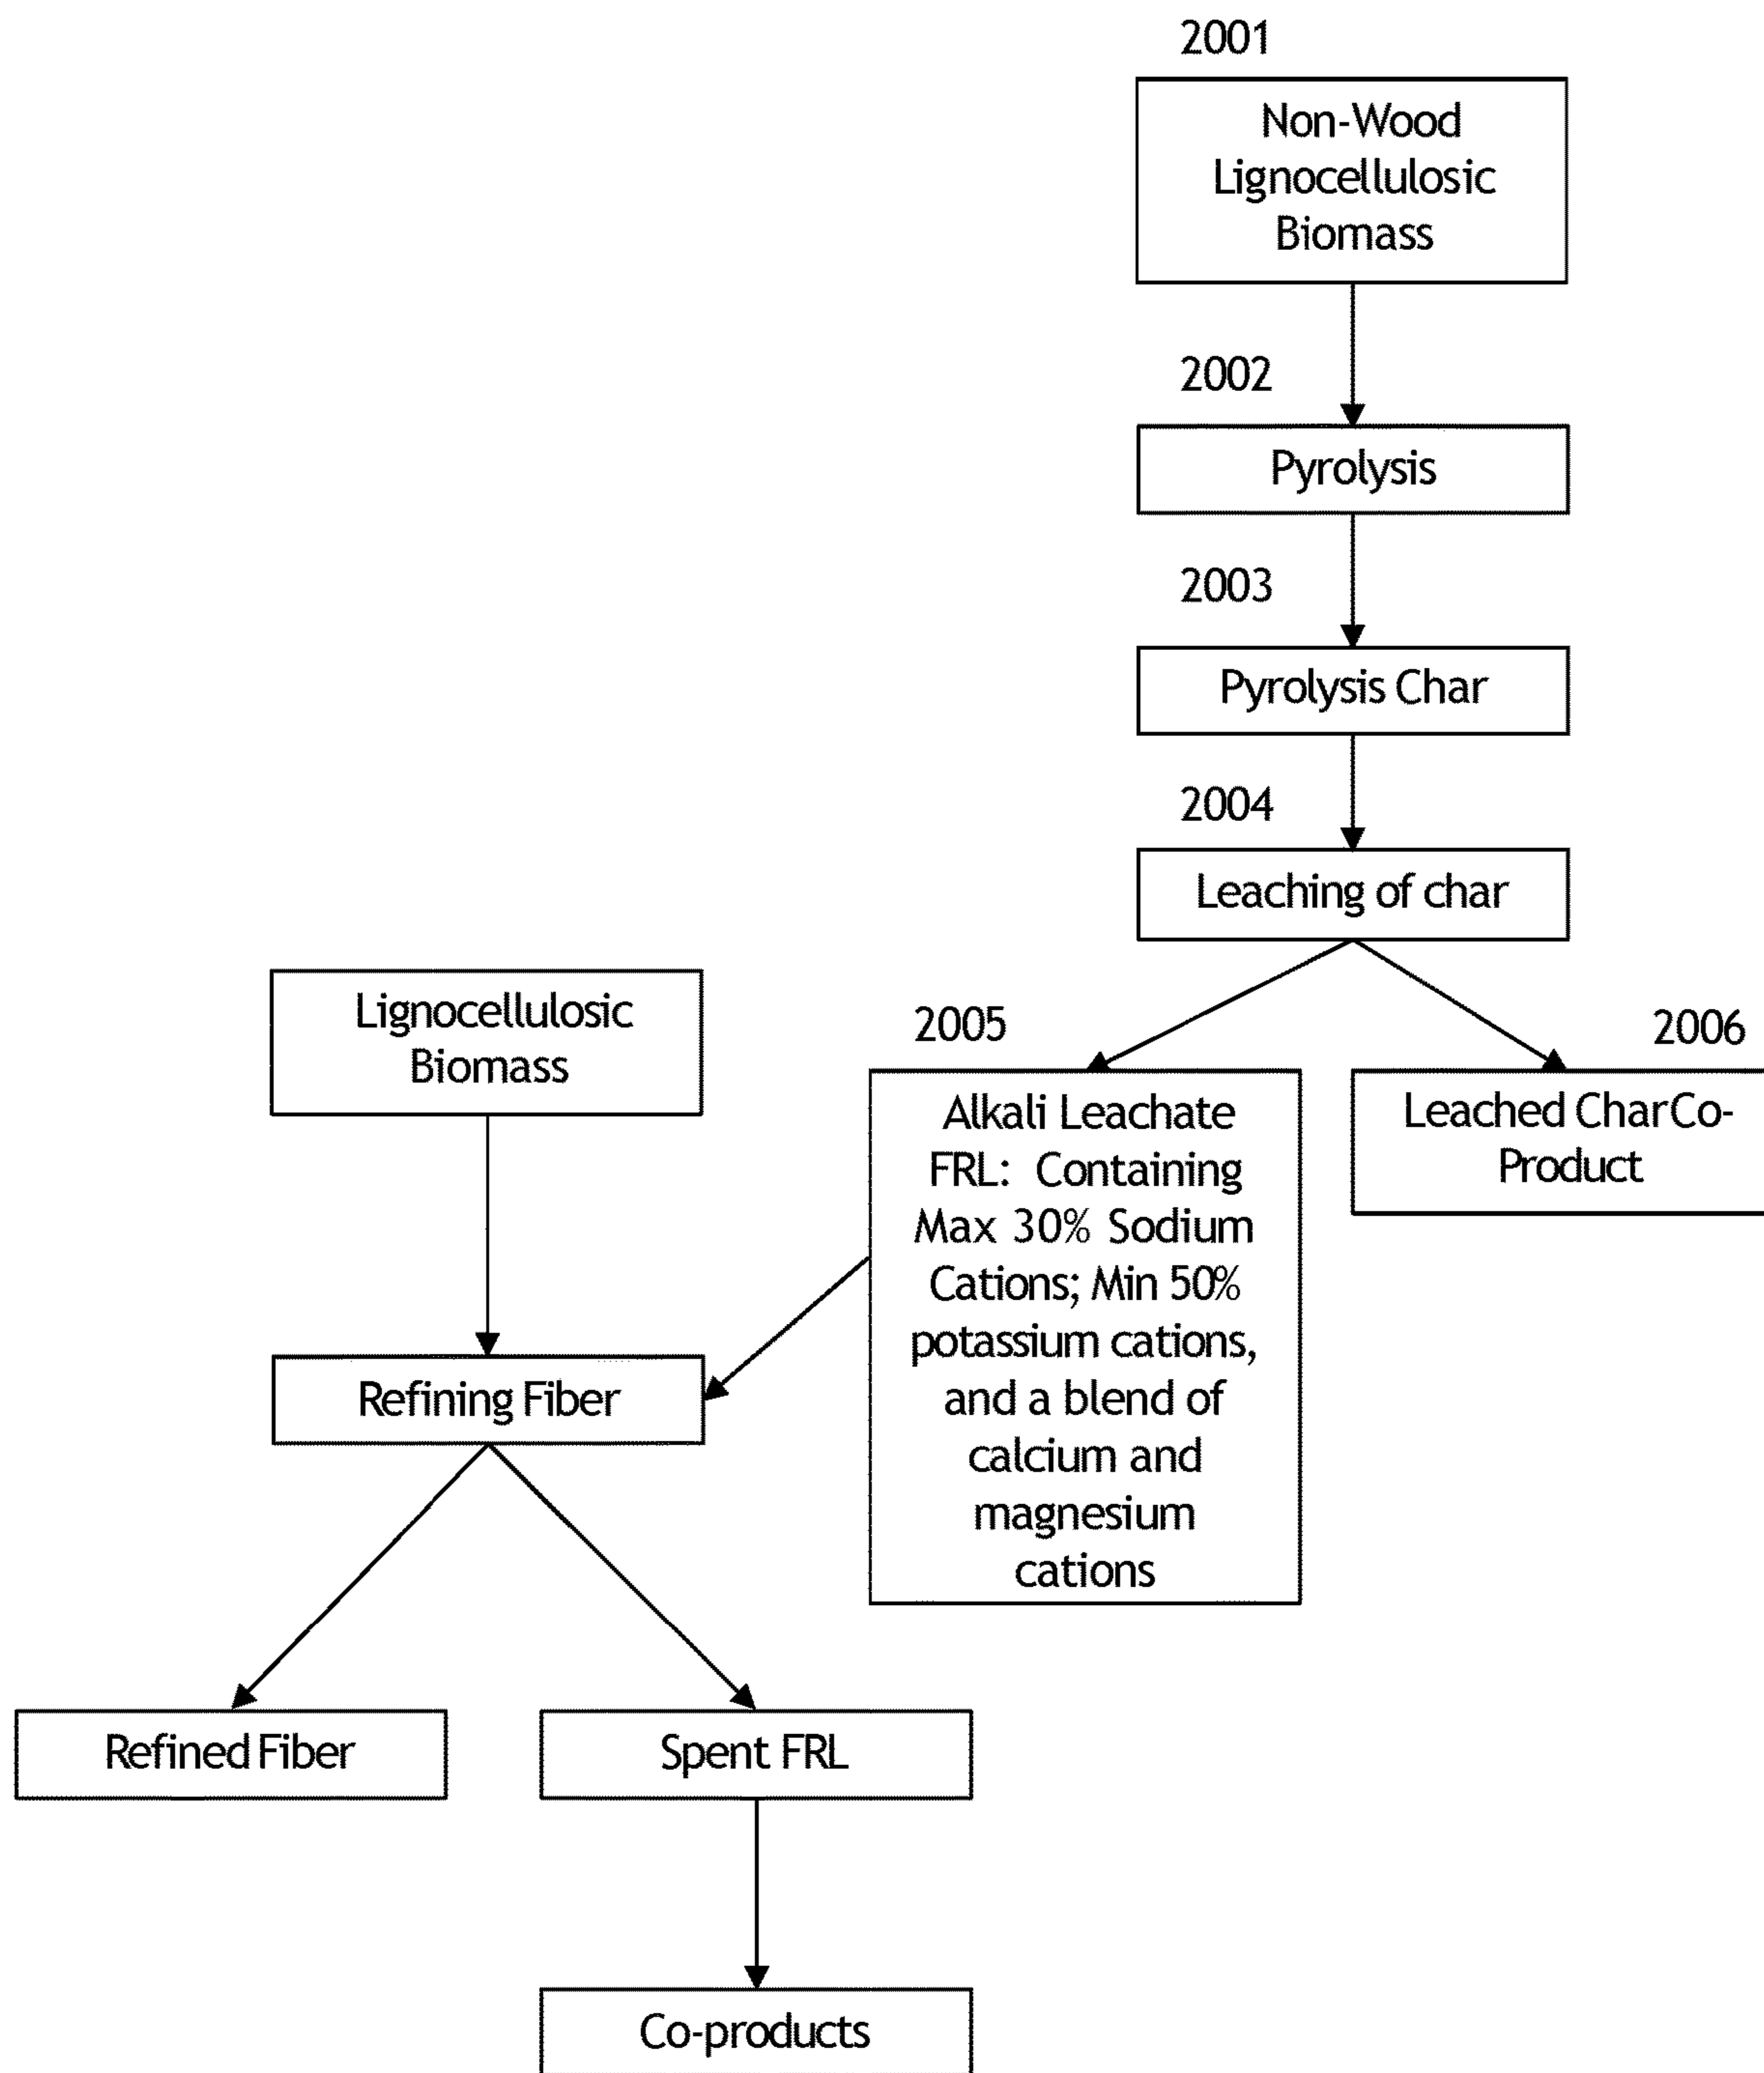 2001
Non-Wood
Lignocellulosic
Biomass
2002
Pyrolysis
2003
Pyrolysis Char
2004
Leaching of char
Lignocellulosic
Biomass
2005
Alkali Leachate
FRL: Containing
Max 30% Sodium
Cations; Min 50%
potassium cations,
and a blend of
calcium and
magnesium
cations
2006
Leached CharCo-
Product
Refining Fiber
Refined Fiber
Spent FRL
Co-products